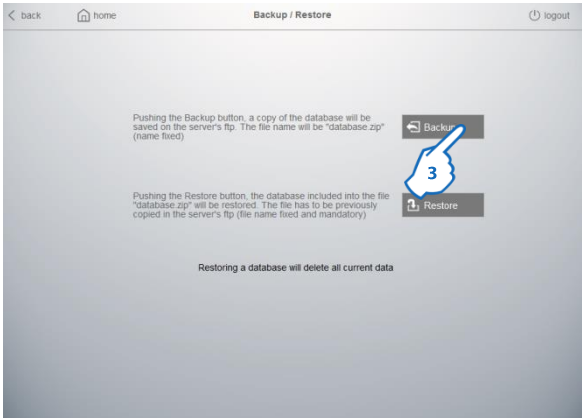 back
home
Backup / Restore
logout
Pushing the Backup button, a copy of the database will be
saved on the server's ftp. The file name will be "database.zip"
(name fixed)
Backup
3
Pushing the Restore button, the database included into the file
"database.zip" will be restored. The file has to be previously
copied in the server's ftp (file name fixed and mandatory)
Restore
Restoring a database will delete all current data